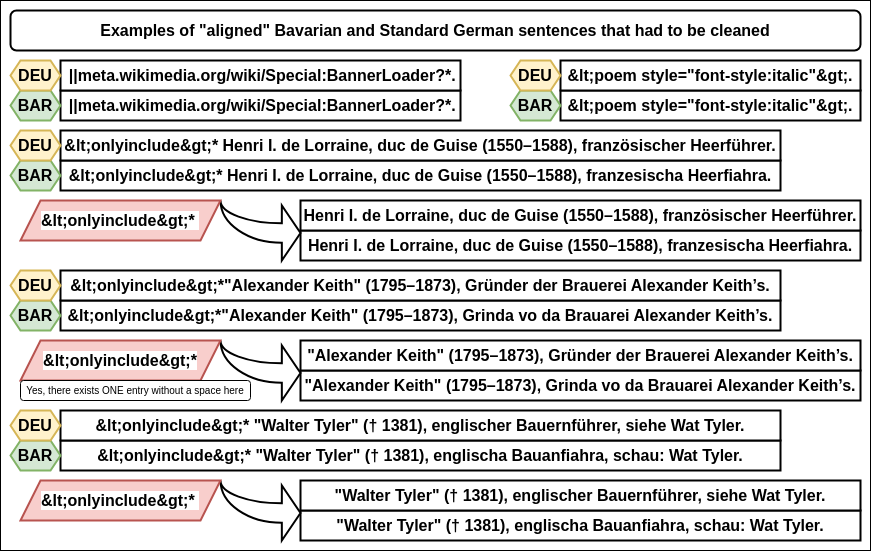 Examples of "aligned" Bavarian and Standard German sentences that had to be cleaned
DEU ||meta.wikimedia.org/wiki/Special:BannerLoader?*.
BAR ||meta.wikimedia.org/wiki/Special:BannerLoader?*.
DEU &lt;poem style="font-style:italic"&gt;.
BAR &lt;poem style="font-style:italic"&gt;.
DEU &lt;onlyinclude&gt;* Henri I. de Lorraine, duc de Guise (1550–1588), französischer Heerführer.
BAR &lt;onlyinclude&gt;* Henri I. de Lorraine, duc de Guise (1550–1588), franzesischa Heerfiahra.
&lt;onlyinclude&gt;*
Henri I. de Lorraine, duc de Guise (1550–1588), französischer Heerführer.
Henri I. de Lorraine, duc de Guise (1550–1588), franzesischa Heerfiahra.
DEU &lt;onlyinclude&gt;*"Alexander Keith" (1795–1873), Gründer der Brauerei Alexander Keith’s.
BAR &lt;onlyinclude&gt;*"Alexander Keith" (1795–1873), Grinda vo da Brauarei Alexander Keith’s.
&lt;onlyinclude&gt;*
Yes, there exists ONE entry without a space here
"Alexander Keith" (1795–1873), Gründer der Brauerei Alexander Keith’s.
"Alexander Keith" (1795–1873), Grinda vo da Brauarei Alexander Keith’s.
DEU &lt;onlyinclude&gt;* "Walter Tyler" († 1381), englischer Bauernführer, siehe Wat Tyler.
BAR &lt;onlyinclude&gt;* "Walter Tyler" († 1381), englischa Bauanfiahra, schau: Wat Tyler.
&lt;onlyinclude&gt;*
"Walter Tyler" († 1381), englischer Bauernführer, siehe Wat Tyler.
"Walter Tyler" († 1381), englischa Bauanfiahra, schau: Wat Tyler.